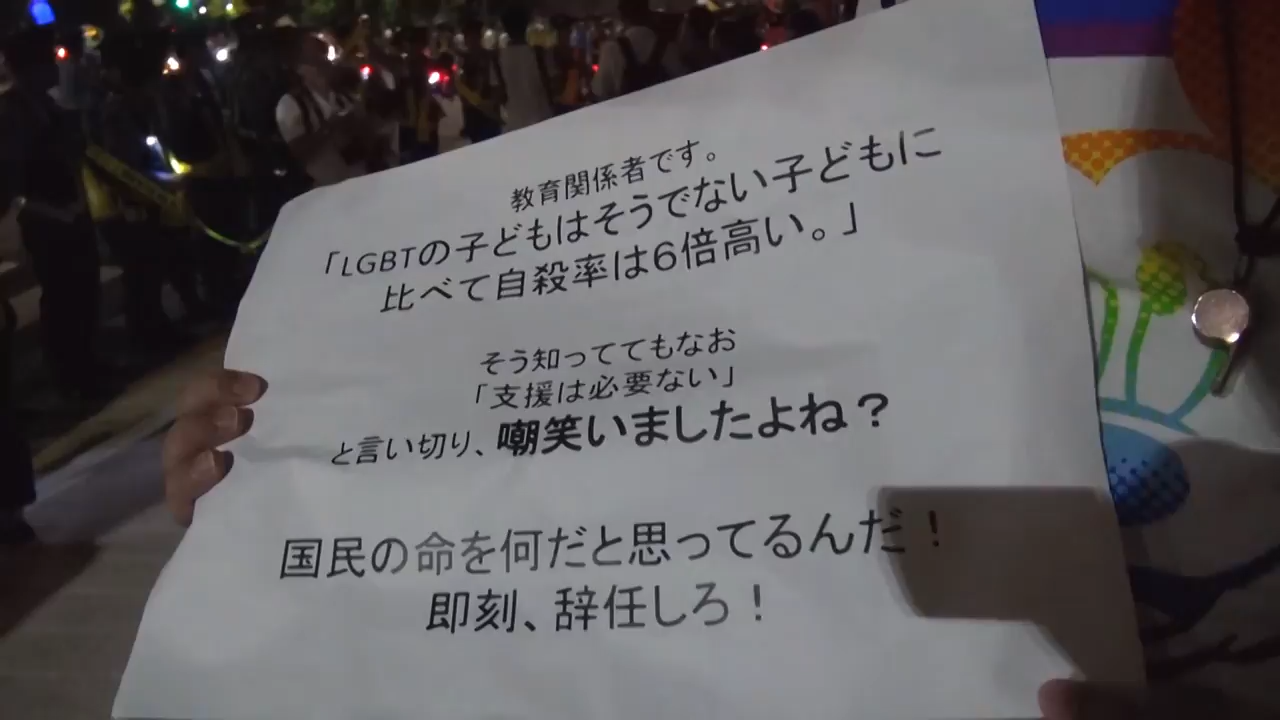 教育関係者です。
「LGBTの子どもはそうでない子どもに
比べて自殺率は6倍高い。」
そう知っててもなお
「支援は必要ない」
と言い切り、嘲笑いましたよね？
国民の命を何だと思ってるんだ！
即刻、辞任しろ！